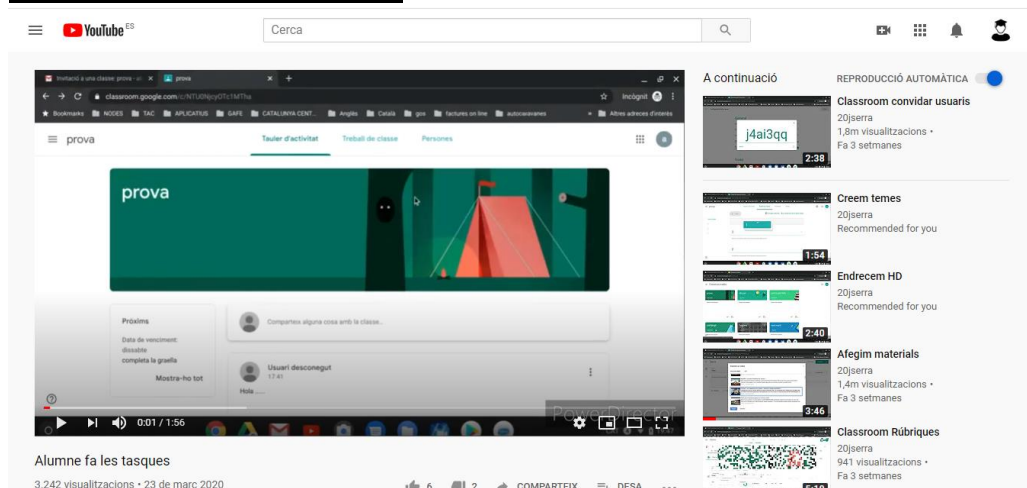 YouTube ES
Cerca
Invitació a una classe: prova
prova
classroom.google.com
Incògnit
Bookmarks NODES TAC APLICATIUS GAFE CATALUNYA CENT... Anglès Català gos factures on line autocaravanes » Altres adreces d'interès
prova
Tauler d'activitat Treball de classe Persones
prova
Pròxims
Data de venciment:
dissabte
completa la graella
Mostra-ho tot
Comparteix alguna cosa amb la classe...
Usuari desconegut
17:41
Hola ......
PowerDirector
0:01 / 1:56
Alumne fa les tasques
3.242 visualitzacions • 23 de març 2020
6 2 COMPARTEIX DESA ...
A continuació
REPRODUCCIÓ AUTOMÀTICA
j4ai3qq
2:38
Classroom convidar usuaris
20jserra
1,8m visualitzacions •
Fa 3 setmanes
1:54
Creem temes
20jserra
Recommended for you
2:40
Endrecem HD
20jserra
Recommended for you
3:46
Afegim materials
20jserra
1,4m visualitzacions •
Fa 3 setmanes
5:18
Classroom Rúbriques
20jserra
941 visualitzacions •
Fa 3 setmanes